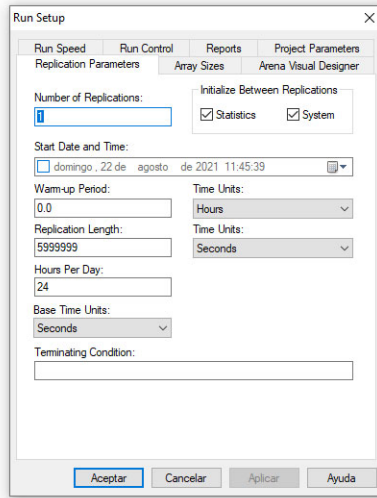 Run Setup
Run Speed Run Control Reports Project Parameters
Replication Parameters Array Sizes Arena Visual Designer
Number of Replications: Initialize Between Replications
1 Statistics System
Start Date and Time:
domingo , 22 de agosto de 2021 11:45:39
Warm-up Period: Time Units:
0.0 Hours
Replication Length: Time Units:
5999999 Seconds
Hours Per Day:
24
Base Time Units:
Seconds
Terminating Condition:
Aceptar Cancelar Aplicar Ayuda